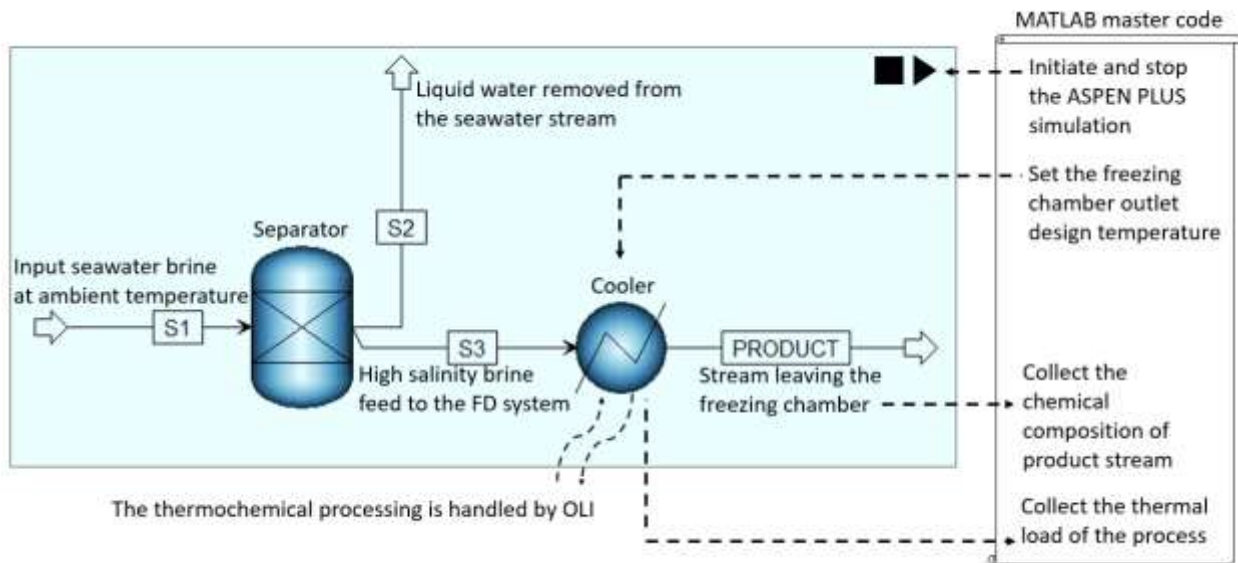 MATLAB master code
Initiate and stop
the ASPEN PLUS
simulation
Liquid water removed from
the seawater stream
Set the freezing
chamber outlet
design temperature
Separator
S2
Input seawater brine
at ambient temperature
S1
Cooler
S3
PRODUCT
High salinity brine
feed to the FD system
Stream leaving the
freezing chamber
Collect the
chemical
composition of
product stream
The thermochemical processing is handled by OLI
Collect the thermal
load of the process